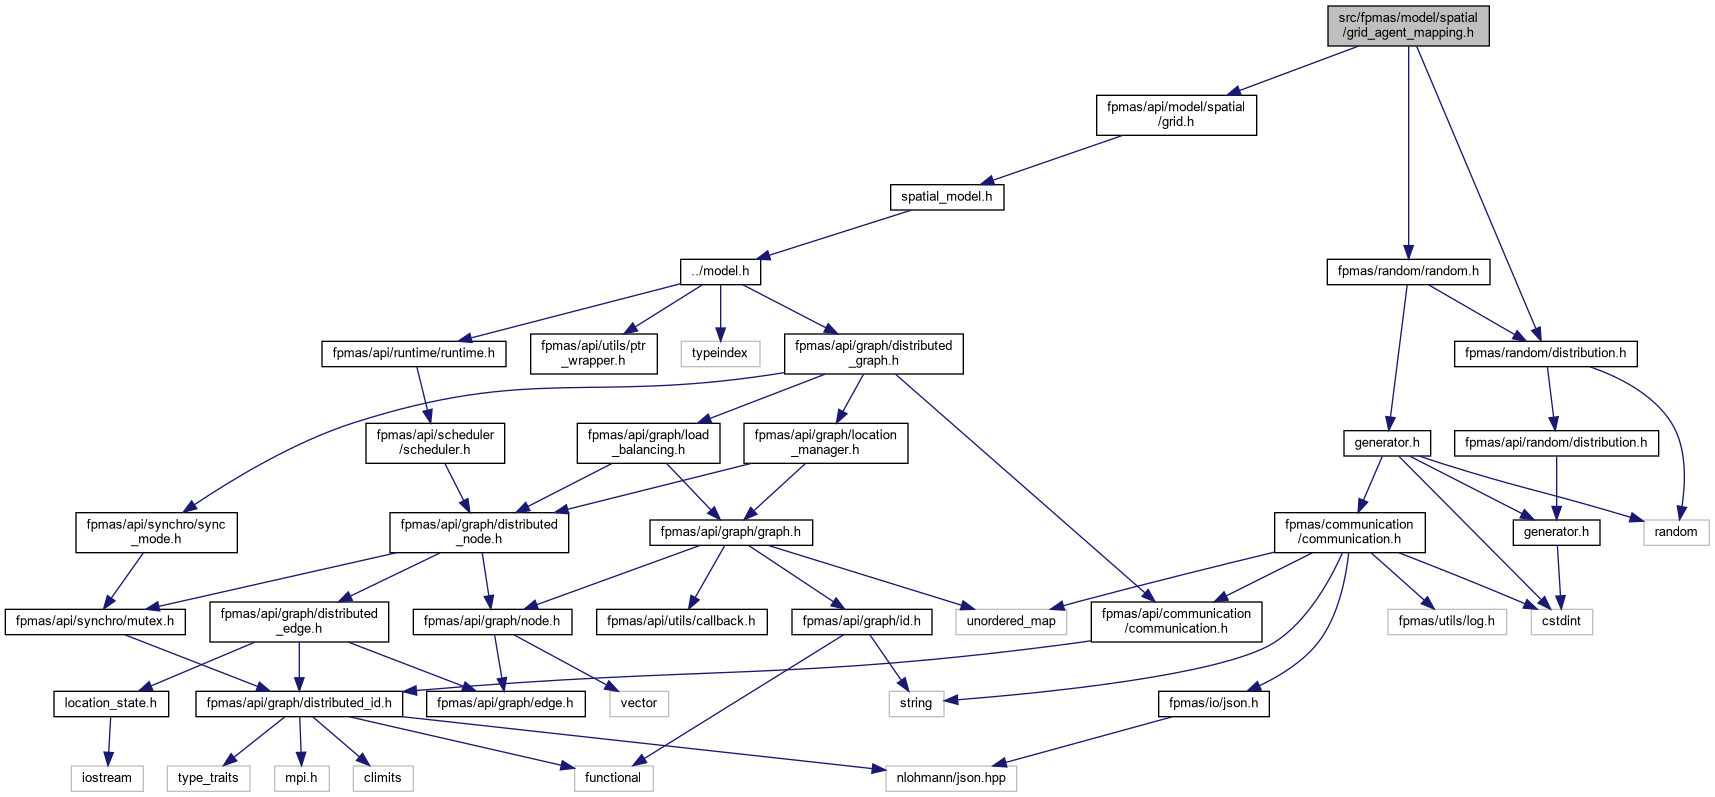 src/fpmas/model/spatial
/grid_agent_mapping.h
fpmas/api/model/spatial
/grid.h
spatial_model.h
../model.h
fpmas/random/random.h
fpmas/api/runtime/runtime.h
fpmas/api/utils/ptr
_wrapper.h
typeindex
fpmas/api/graph/distributed
_graph.h
fpmas/random/distribution.h
fpmas/api/scheduler
/scheduler.h
fpmas/api/graph/load
_balancing.h
fpmas/api/graph/location
_manager.h
generator.h
fpmas/api/random/distribution.h
fpmas/api/synchro/sync
_mode.h
fpmas/api/graph/distributed
_node.h
fpmas/api/graph/graph.h
fpmas/communication
/communication.h
generator.h
random
fpmas/api/synchro/mutex.h
fpmas/api/graph/distributed
_edge.h
fpmas/api/graph/node.h
fpmas/api/utils/callback.h
fpmas/api/graph/id.h
unordered_map
fpmas/api/communication
/communication.h
fpmas/utils/log.h
cstdint
location_state.h
fpmas/api/graph/distributed_id.h
fpmas/api/graph/edge.h
vector
string
fpmas/io/json.h
iostream
type_traits
mpi.h
climits
functional
nlohmann/json.hpp